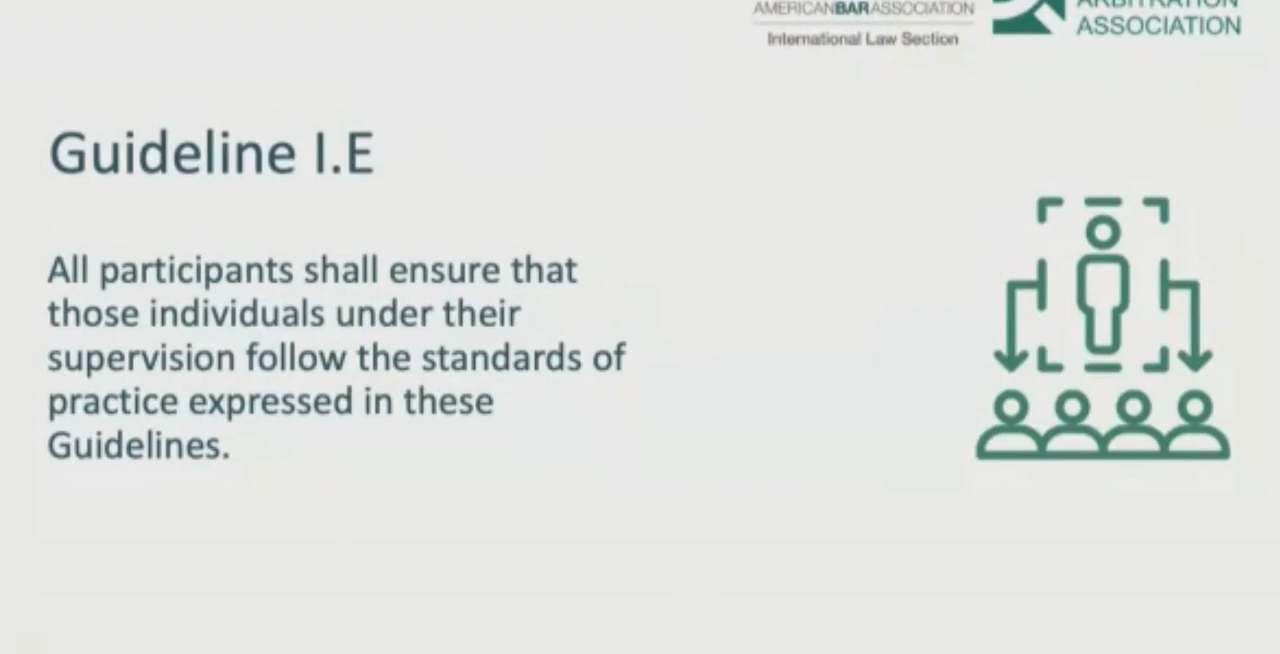 AMERICANBARASSOCIATION
International Law Section
ARBITRATION
ASSOCIATION
Guideline I.E
All participants shall ensure that
those individuals under their
supervision follow the standards of
practice expressed in these
Guidelines.